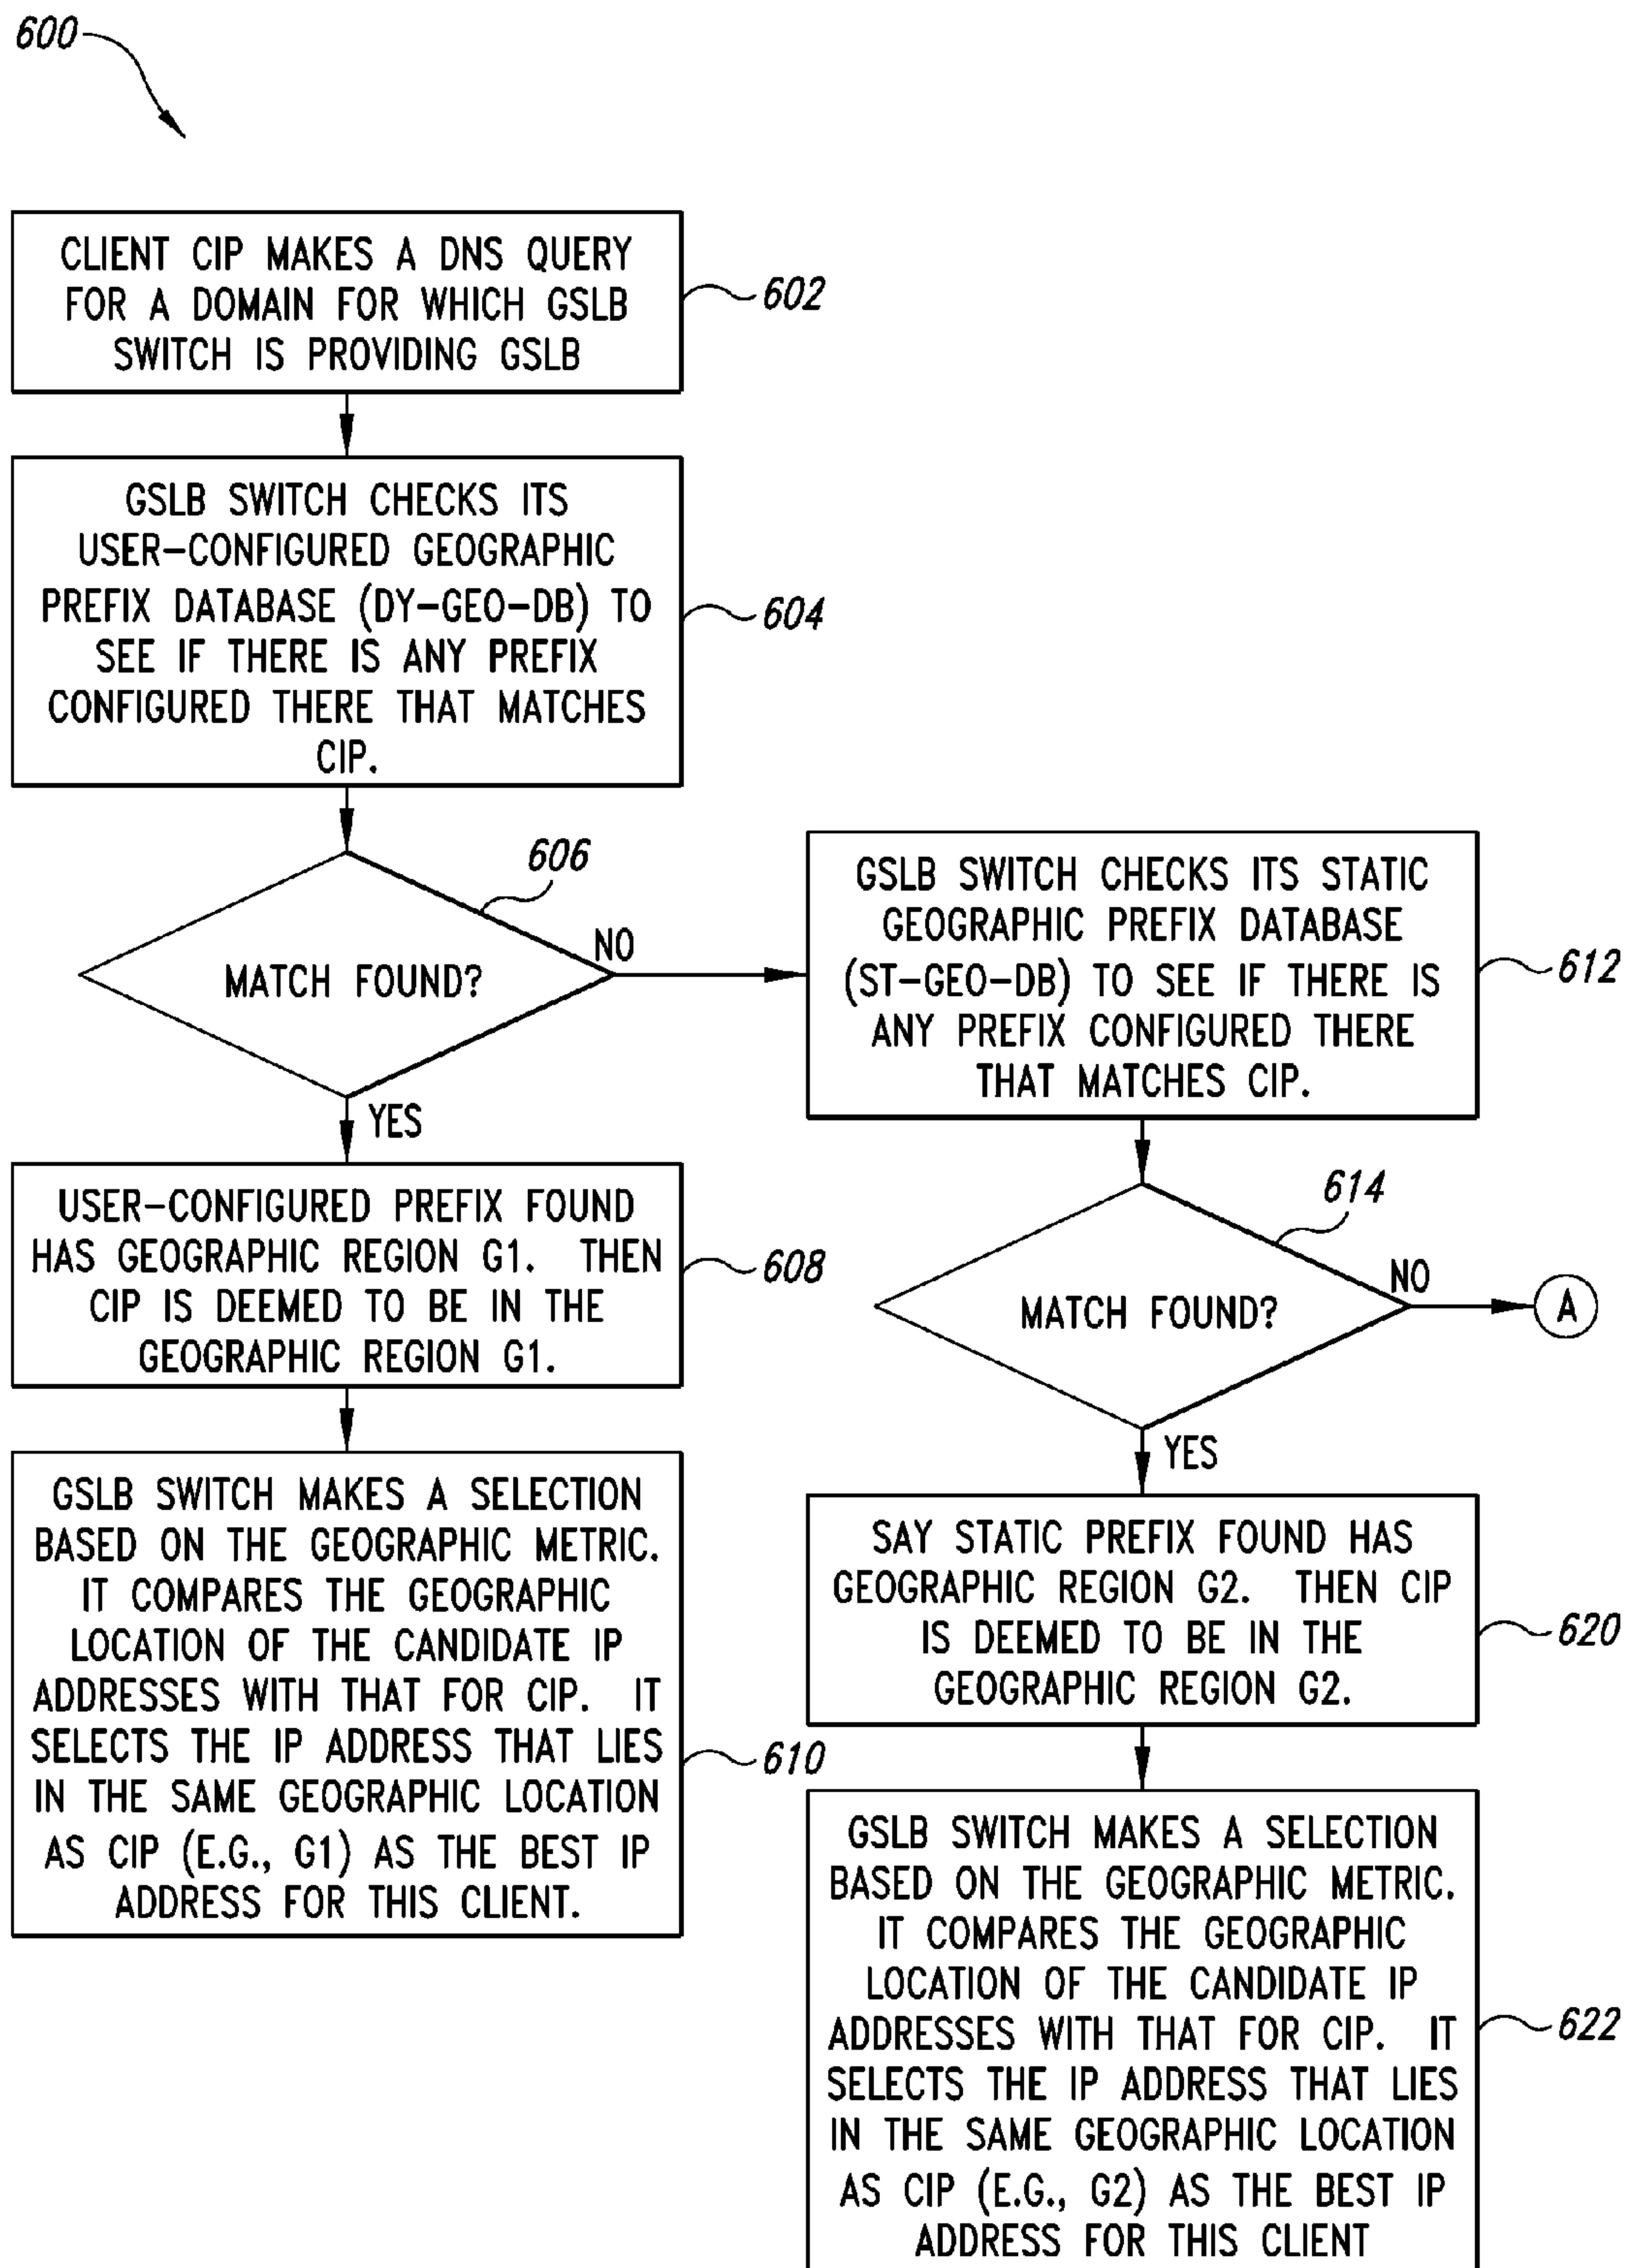 600
CLIENT CIP MAKES A DNS QUERY
FOR A DOMAIN FOR WHICH GSLB
SWITCH IS PROVIDING GSLB
602
GSLB SWITCH CHECKS ITS
USER-CONFIGURED GEOGRAPHIC
PREFIX DATABASE (DY-GEO-DB) TO
SEE IF THERE IS ANY PREFIX
CONFIGURED THERE THAT MATCHES
CIP.
604
606
MATCH FOUND?
NO
YES
USER-CONFIGURED PREFIX FOUND
HAS GEOGRAPHIC REGION G1. THEN
CIP IS DEEMED TO BE IN THE
GEOGRAPHIC REGION G1.
608
GSLB SWITCH MAKES A SELECTION
BASED ON THE GEOGRAPHIC METRIC.
IT COMPARES THE GEOGRAPHIC
LOCATION OF THE CANDIDATE IP
ADDRESSES WITH THAT FOR CIP. IT
SELECTS THE IP ADDRESS THAT LIES
IN THE SAME GEOGRAPHIC LOCATION
AS CIP (E.G., G1) AS THE BEST IP
ADDRESS FOR THIS CLIENT.
610
GSLB SWITCH CHECKS ITS STATIC
GEOGRAPHIC PREFIX DATABASE
(ST-GEO-DB) TO SEE IF THERE IS
ANY PREFIX CONFIGURED THERE
THAT MATCHES CIP.
612
614
MATCH FOUND?
NO
A
YES
SAY STATIC PREFIX FOUND HAS
GEOGRAPHIC REGION G2. THEN CIP
IS DEEMED TO BE IN THE
GEOGRAPHIC REGION G2.
620
GSLB SWITCH MAKES A SELECTION
BASED ON THE GEOGRAPHIC METRIC.
IT COMPARES THE GEOGRAPHIC
LOCATION OF THE CANDIDATE IP
ADDRESSES WITH THAT FOR CIP. IT
SELECTS THE IP ADDRESS THAT LIES
IN THE SAME GEOGRAPHIC LOCATION
AS CIP (E.G., G2) AS THE BEST IP
ADDRESS FOR THIS CLIENT
622